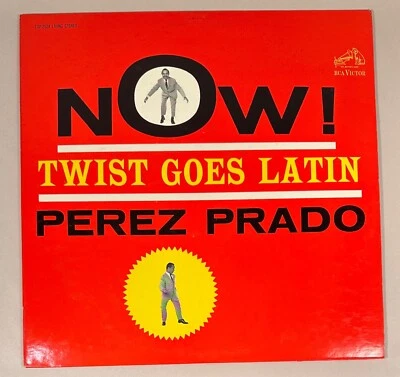 RCA VICTOR
NOW!
TWIST GOES LATIN
PEREZ PRADO